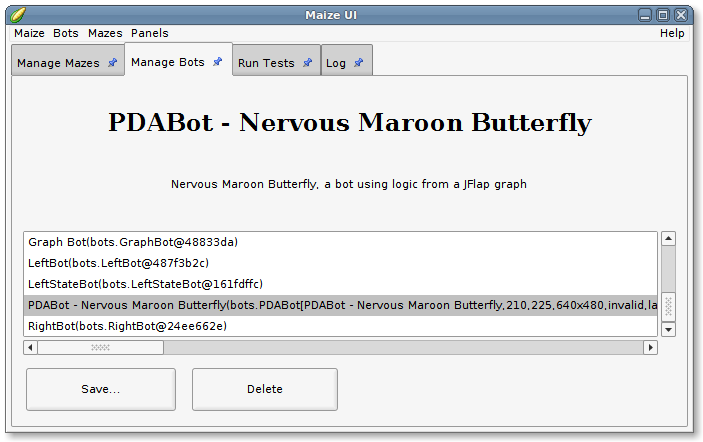 Maize UI
Maize Bots Mazes Panels Help
Manage Mazes Manage Bots Run Tests Log
PDABot - Nervous Maroon Butterfly
Nervous Maroon Butterfly, a bot using logic from a JFlap graph
Graph Bot(bots.GraphBot@48833da)
LeftBot(bots.LeftBot@487f3b2c)
LeftStateBot(bots.LeftStateBot@161fdffc)
PDABot - Nervous Maroon Butterfly(bots.PDABot[PDABot - Nervous Maroon Butterfly,210,225,640x480,invalid,la
RightBot(bots.RightBot@24ee662e)
Save... Delete